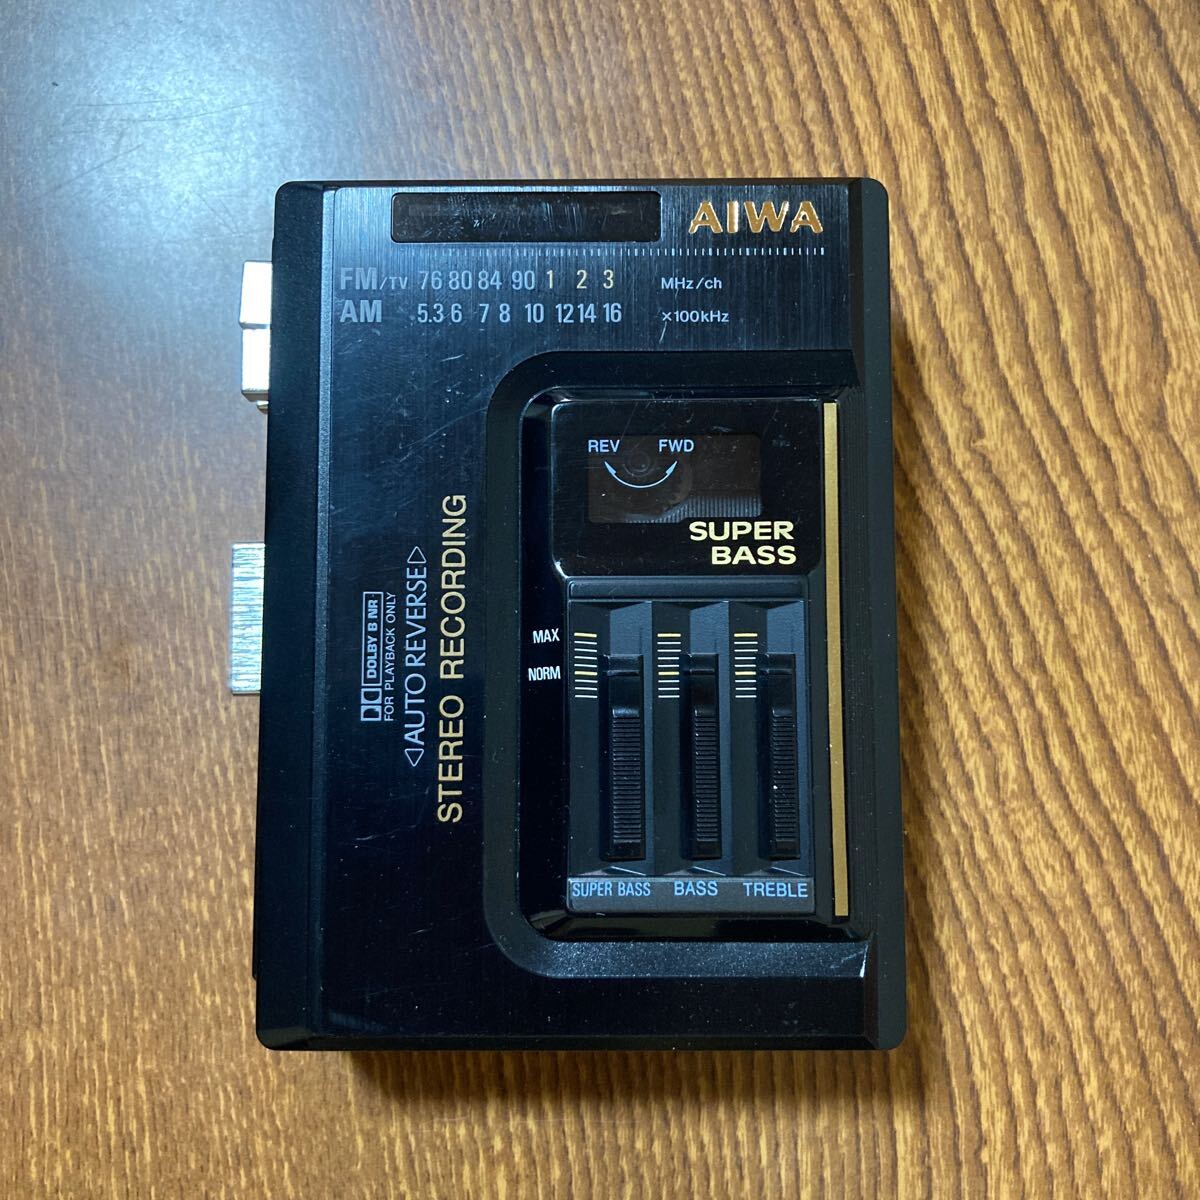 AIWA
FM/TV 76 80 84 90 1 2 3 MHz/ch
AM 5.3 6 7 8 10 12 14 16 ×100kHz
REV FWD
SUPER
BASS
DOLBY B NR
FOR PLAYBACK ONLY
AUTO REVERSE
STEREO RECORDING
MAX
NORM
SUPER BASS BASS TREBLE